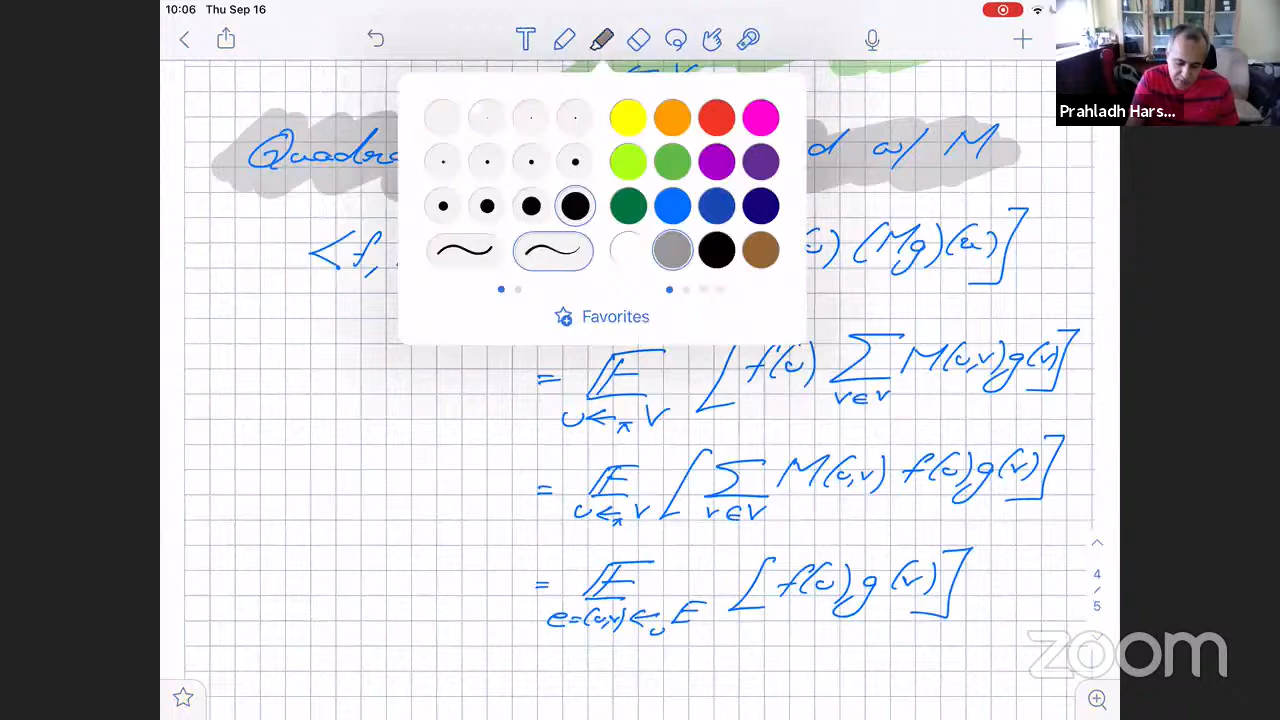 10:06 Thu Sep 16
T
Prahladh Hars...
← V
Quadra d w/ M
<f, ) (Mg)(u)]
Favorites
= 𝔼 [ f(u) ∑ M(u,v)g(v)]
u←π V v∈V
= 𝔼 [ ∑ M(u,v) f(u)g(v)]
u←π V v∈V
= 𝔼 [ f(u)g(v)]
e=(u,v)←u E
4
/
5
zoom